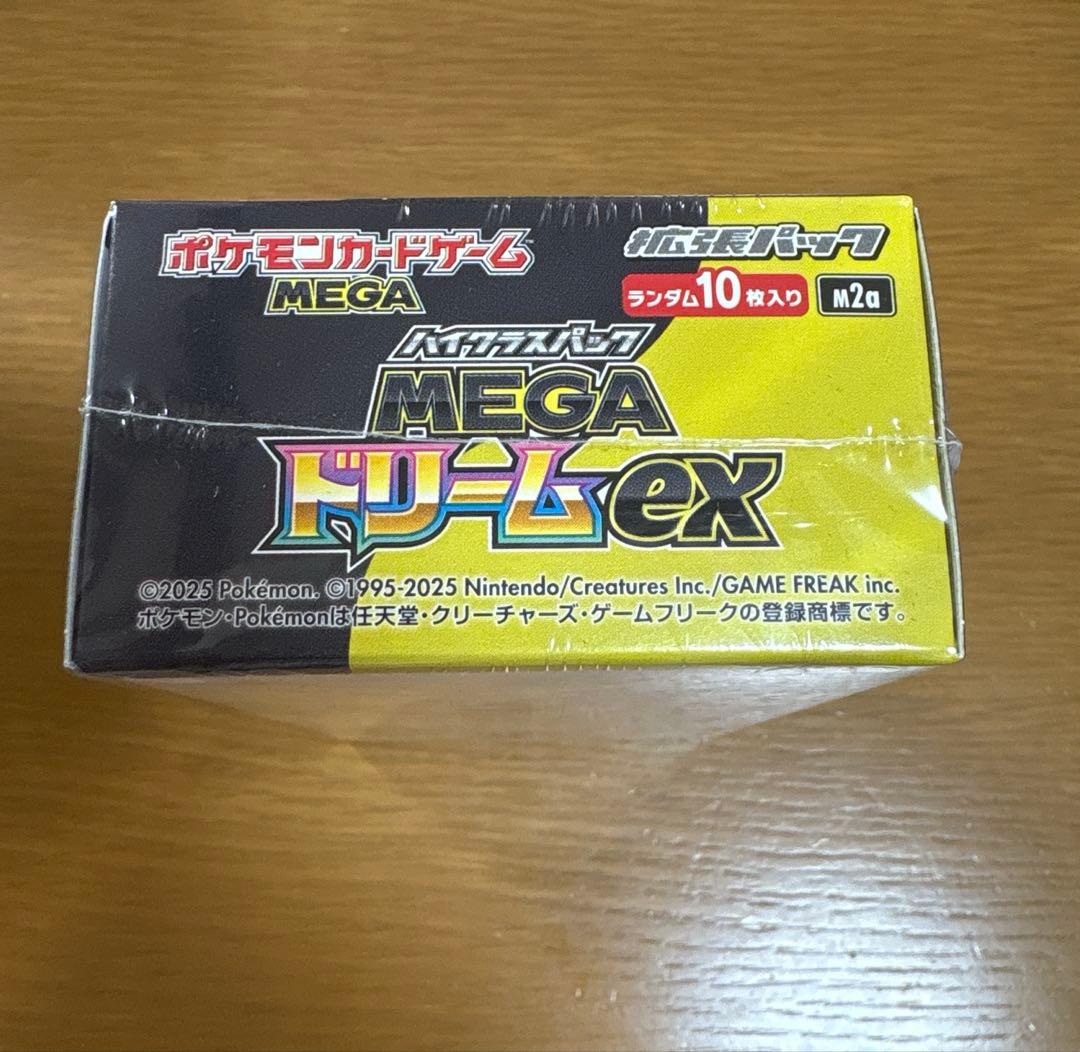 ポケモンカードゲーム™
MEGA
拡張パック
ランダム10枚入り M2a
ハイクラスパック
MEGA
ドリームex
©2025 Pokémon. ©1995-2025 Nintendo/Creatures Inc./GAME FREAK inc.
ポケモン・Pokémonは任天堂・クリーチャーズ・ゲームフリークの登録商標です。